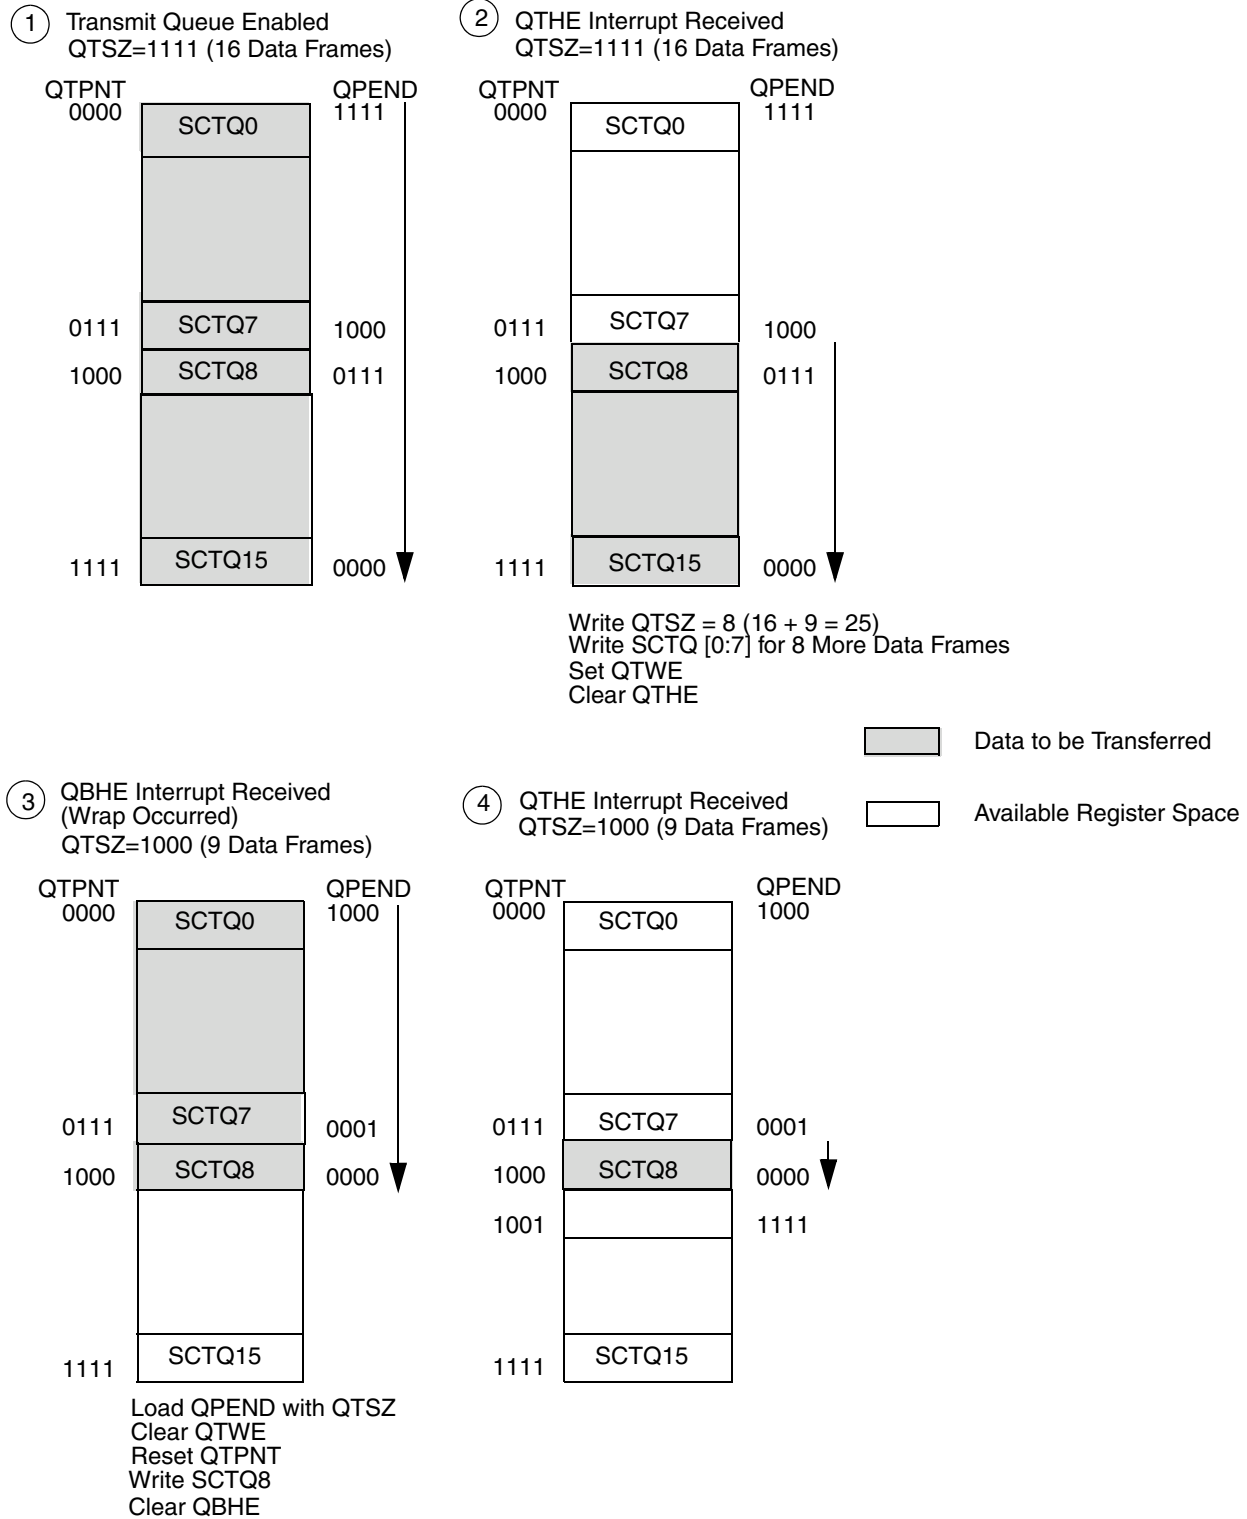 1 Transmit Queue Enabled
QTSZ=1111 (16 Data Frames)
QTPNT QPEND
0000 SCTQ0 1111
0111 SCTQ7 1000
1000 SCTQ8 0111
1111 SCTQ15 0000
2 QTHE Interrupt Received
QTSZ=1111 (16 Data Frames)
QTPNT QPEND
0000 SCTQ0 1111
0111 SCTQ7 1000
1000 SCTQ8 0111
1111 SCTQ15 0000
Write QTSZ = 8 (16 + 9 = 25)
Write SCTQ [0:7] for 8 More Data Frames
Set QTWE
Clear QTHE
Data to be Transferred
Available Register Space
3 QBHE Interrupt Received
(Wrap Occurred)
QTSZ=1000 (9 Data Frames)
QTPNT QPEND
0000 SCTQ0 1000
0111 SCTQ7 0001
1000 SCTQ8 0000
1111 SCTQ15
Load QPEND with QTSZ
Clear QTWE
Reset QTPNT
Write SCTQ8
Clear QBHE
4 QTHE Interrupt Received
QTSZ=1000 (9 Data Frames)
QTPNT QPEND
0000 SCTQ0 1000
0111 SCTQ7 0001
1000 SCTQ8 0000
1001 1111
1111 SCTQ15